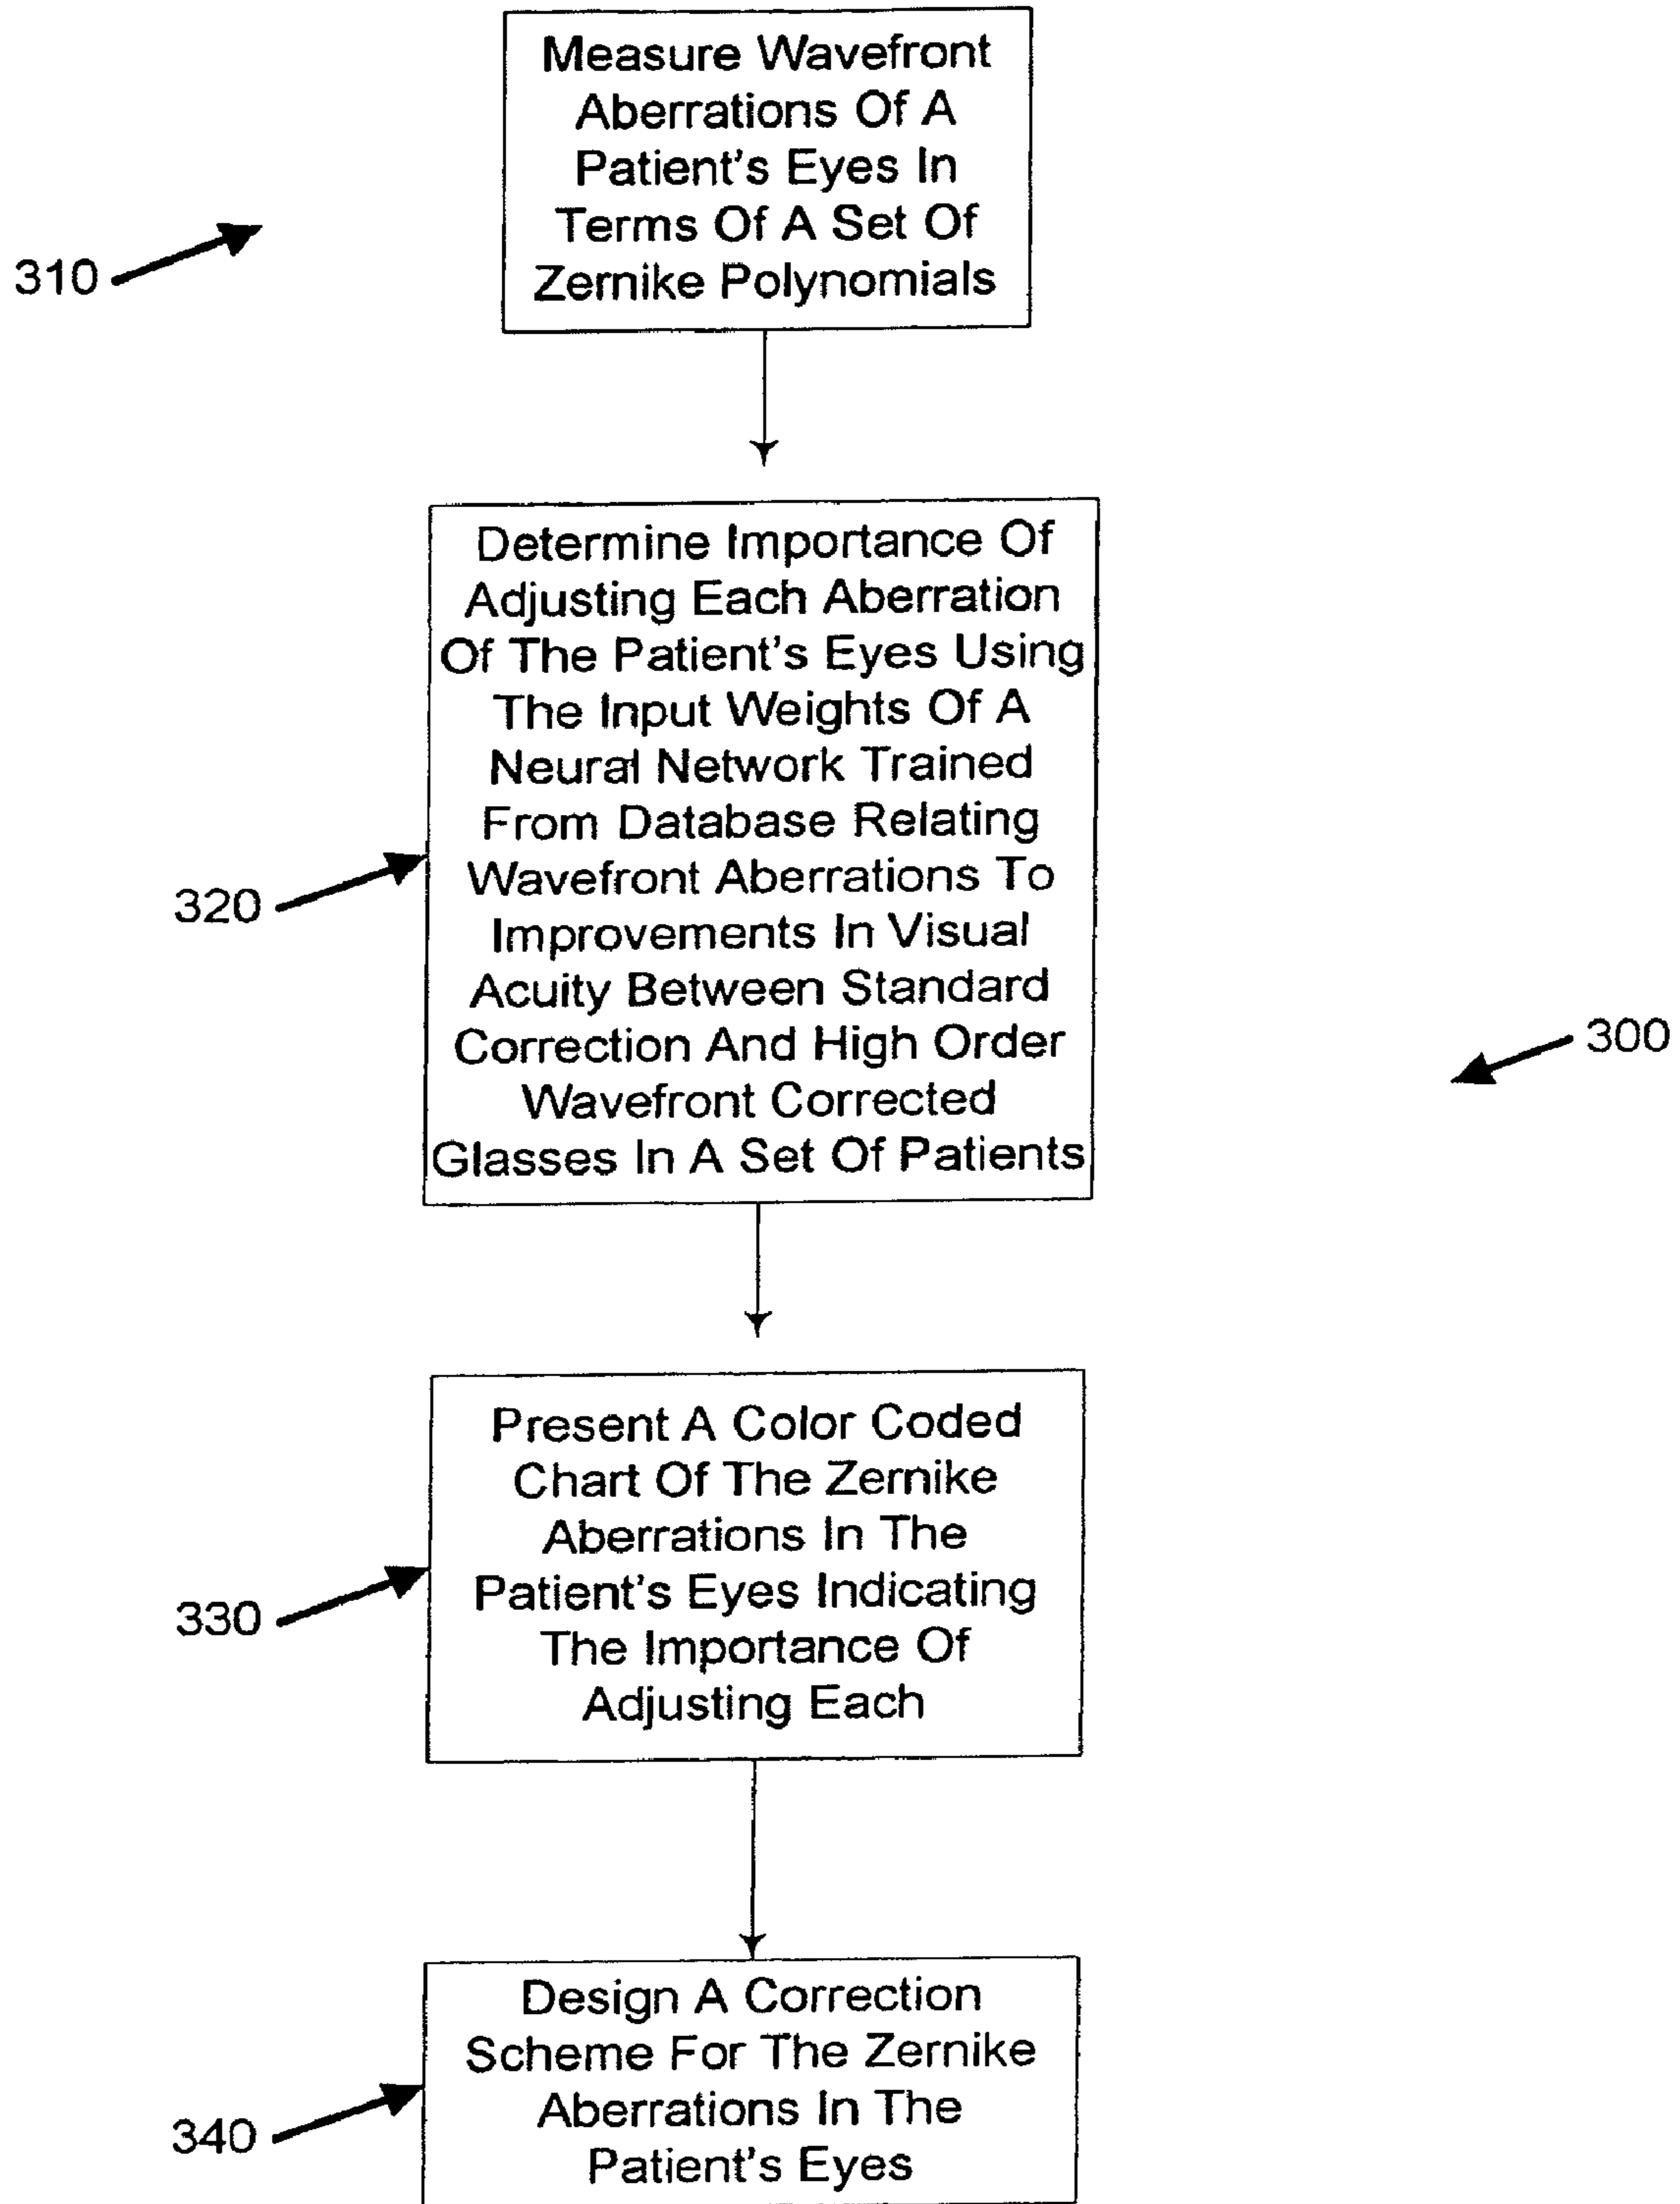 Measure Wavefront
Aberrations Of A
Patient's Eyes In
Terms Of A Set Of
Zernike Polynomials
310
Determine Importance Of
Adjusting Each Aberration
Of The Patient's Eyes Using
The Input Weights Of A
Neural Network Trained
From Database Relating
Wavefront Aberrations To
Improvements In Visual
Acuity Between Standard
Correction And High Order
Wavefront Corrected
Glasses In A Set Of Patients
320
300
Present A Color Coded
Chart Of The Zernike
Aberrations In The
Patient's Eyes Indicating
The Importance Of
Adjusting Each
330
Design A Correction
Scheme For The Zernike
Aberrations In The
Patient's Eyes
340